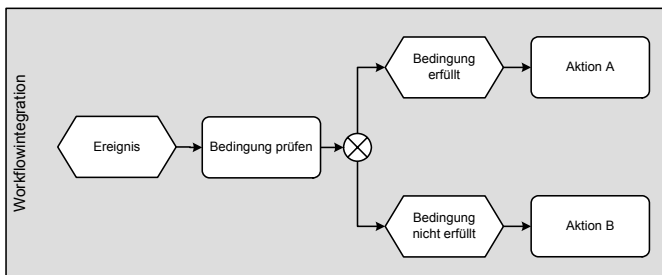 Workflowintegration
Ereignis
Bedingung prüfen
Bedingung
erfüllt
Aktion A
Bedingung
nicht erfüllt
Aktion B